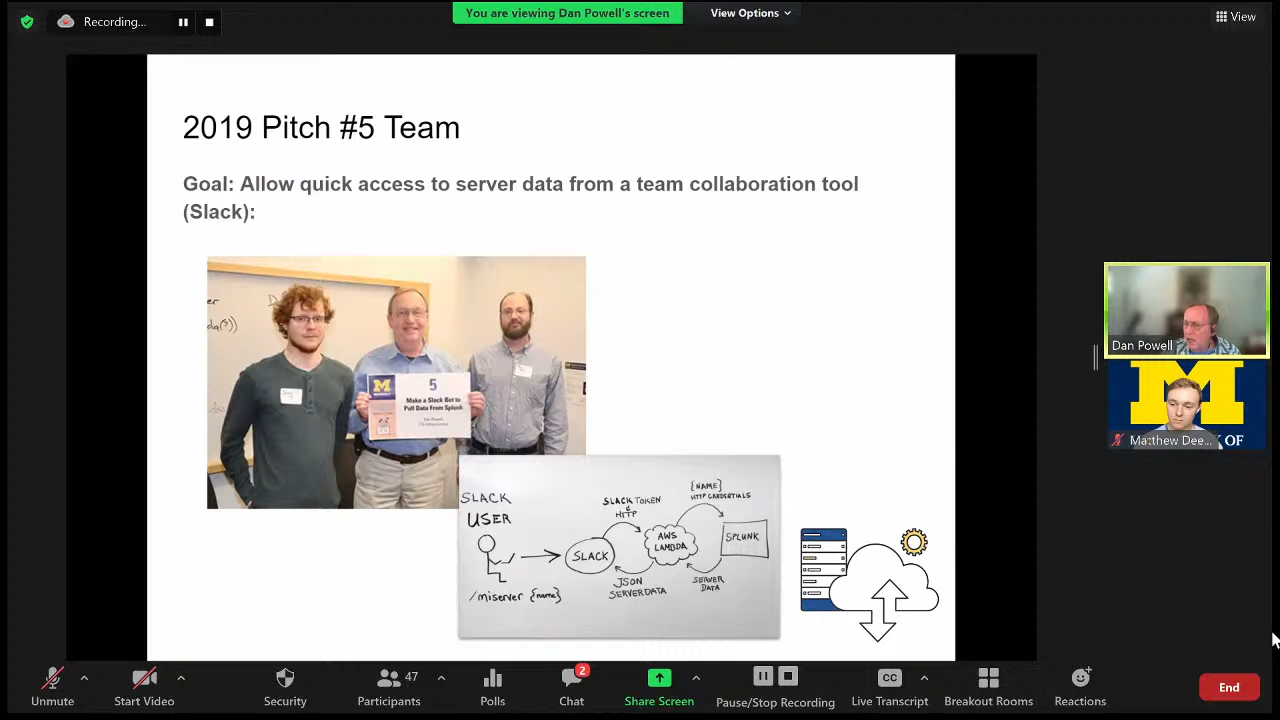 Recording...
You are viewing Dan Powell's screen
View Options
View
2019 Pitch #5 Team
Goal: Allow quick access to server data from a team collaboration tool
(Slack):
5
Make a Slack Bot to
Pull Data From Splunk
SLACK
USER
/miserver {name}
SLACK
SLACK TOKEN
&
HTTP
AWS
LAMBDA
JSON
SERVER DATA
{NAME}
HTTP CREDENTIALS
SPLUNK
SERVER
DATA
Dan Powell
M
Matthew Dee...
OF
Unmute
Start Video
Security
47
Participants
Polls
2
Chat
Share Screen
Pause/Stop Recording
CC
Live Transcript
Breakout Rooms
Reactions
End